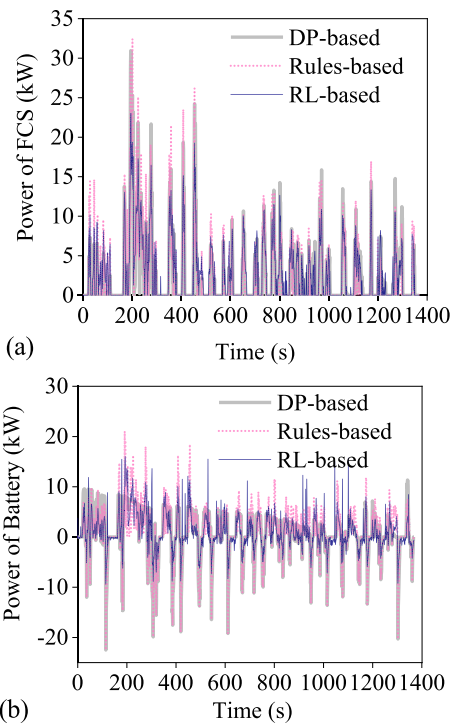 35
30
25
20
15
10
5
0
Power of FCS (kW)
DP-based
Rules-based
RL-based
0 200 400 600 800 1000 1200 1400
Time (s)
(a)
30
20
10
0
-10
-20
Power of Battery (kW)
DP-based
Rules-based
RL-based
0 200 400 600 800 1000 1200 1400
Time (s)
(b)